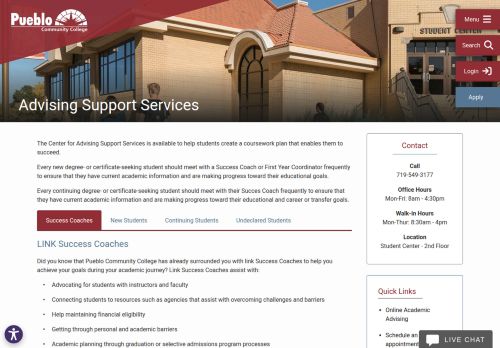 Pueblo
Community College
STUDENT CENTER
Menu
Search
Login
Apply
Advising Support Services
The Center for Advising Support Services is available to help students create a coursework plan that enables them to
succeed.
Every new degree- or certificate-seeking student should meet with a Success Coach or First Year Coordinator frequently
to ensure that they have current academic information and are making progress toward their educational goals.
Every continuing degree- or certificate-seeking student should meet with their Succes Coach frequently to ensure that
they have current academic information and are making progress toward their educational and career or transfer goals.
Success Coaches
New Students
Continuing Students
Undeclared Students
LINK Success Coaches
Did you know that Pueblo Community College has already surrounded you with link Success Coaches to help you
achieve your goals during your academic journey? Link Success Coaches assist with:
• Advocating for students with instructors and faculty
• Connecting students to resources such as agencies that assist with overcoming challenges and barriers
• Help maintaining financial eligibility
• Getting through personal and academic barriers
• Academic planning through graduation or selective admissions program processes
Contact
Call
719-549-3177
Office Hours
Mon-Fri: 8am - 4:30pm
Walk-In Hours
Mon-Thur: 8:30am - 4pm
Location
Student Center - 2nd Floor
Quick Links
• Online Academic
Advising
• Schedule an
appointment
LIVE CHAT